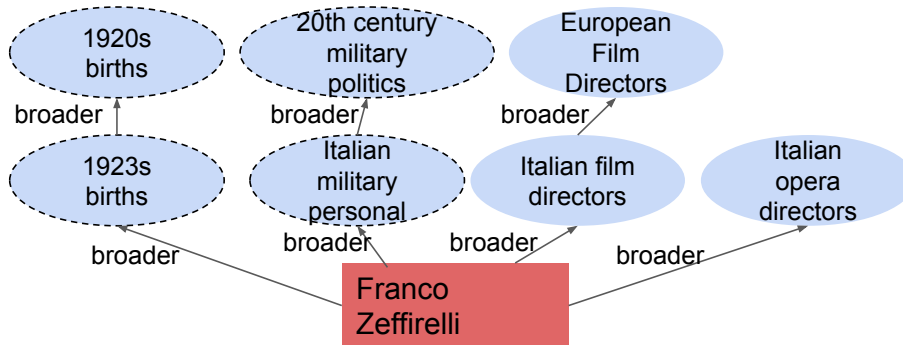 1920s
births
20th century
military
politics
European
Film
Directors
broader
broader
broader
1923s
births
Italian
military
personal
Italian film
directors
Italian
opera
directors
broader
broader
broader
broader
Franco
Zeffirelli